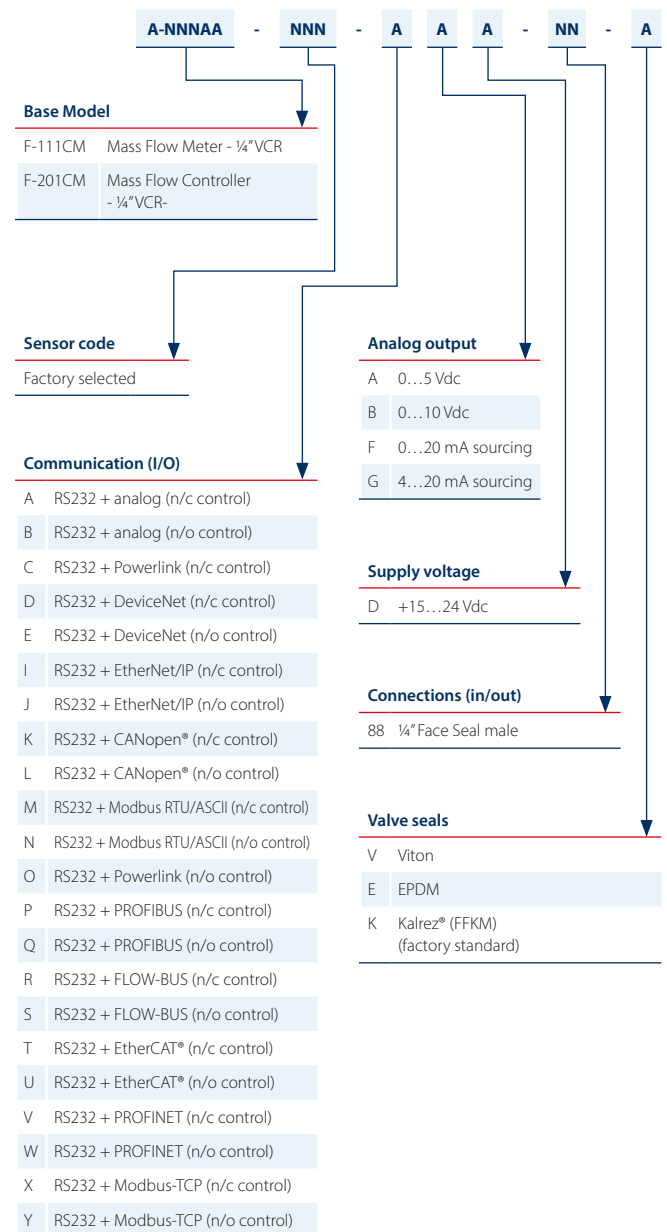 A-NNNAA - NNN - A A A - NN - A
Base Model
F-111CM Mass Flow Meter - ¼” VCR
F-201CM Mass Flow Controller
- ¼” VCR-
Sensor code
Factory selected
Communication (I/O)
A RS232 + analog (n/c control)
B RS232 + analog (n/o control)
C RS232 + Powerlink (n/c control)
D RS232 + DeviceNet (n/c control)
E RS232 + DeviceNet (n/o control)
I RS232 + EtherNet/IP (n/c control)
J RS232 + EtherNet/IP (n/o control)
K RS232 + CANopen® (n/c control)
L RS232 + CANopen® (n/o control)
M RS232 + Modbus RTU/ASCII (n/c control)
N RS232 + Modbus RTU/ASCII (n/o control)
O RS232 + Powerlink (n/o control)
P RS232 + PROFIBUS (n/c control)
Q RS232 + PROFIBUS (n/o control)
R RS232 + FLOW-BUS (n/c control)
S RS232 + FLOW-BUS (n/o control)
T RS232 + EtherCAT® (n/c control)
U RS232 + EtherCAT® (n/o control)
V RS232 + PROFINET (n/c control)
W RS232 + PROFINET (n/o control)
X RS232 + Modbus-TCP (n/c control)
Y RS232 + Modbus-TCP (n/o control)
Analog output
A 0…5 Vdc
B 0…10 Vdc
F 0…20 mA sourcing
G 4…20 mA sourcing
Supply voltage
D +15…24 Vdc
Connections (in/out)
88 ¼” Face Seal male
Valve seals
V Viton
E EPDM
K Kalrez® (FFKM)
(factory standard)